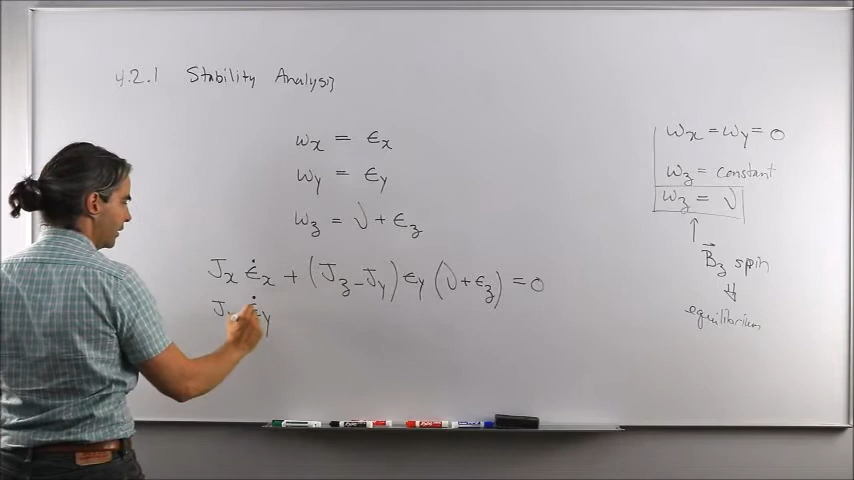 4.2.1 Stability Analysis
ωx = ϵx
ωy = ϵy
ωz = ν + ϵz
Jx ϵ̇x + (Jz - Jy) ϵy (ν + ϵz) = 0
Jy ϵ̇y
ωx = ωy = 0
ωz = constant
ωz = ν
↑
B⃗z spin
⇓
equilibrium